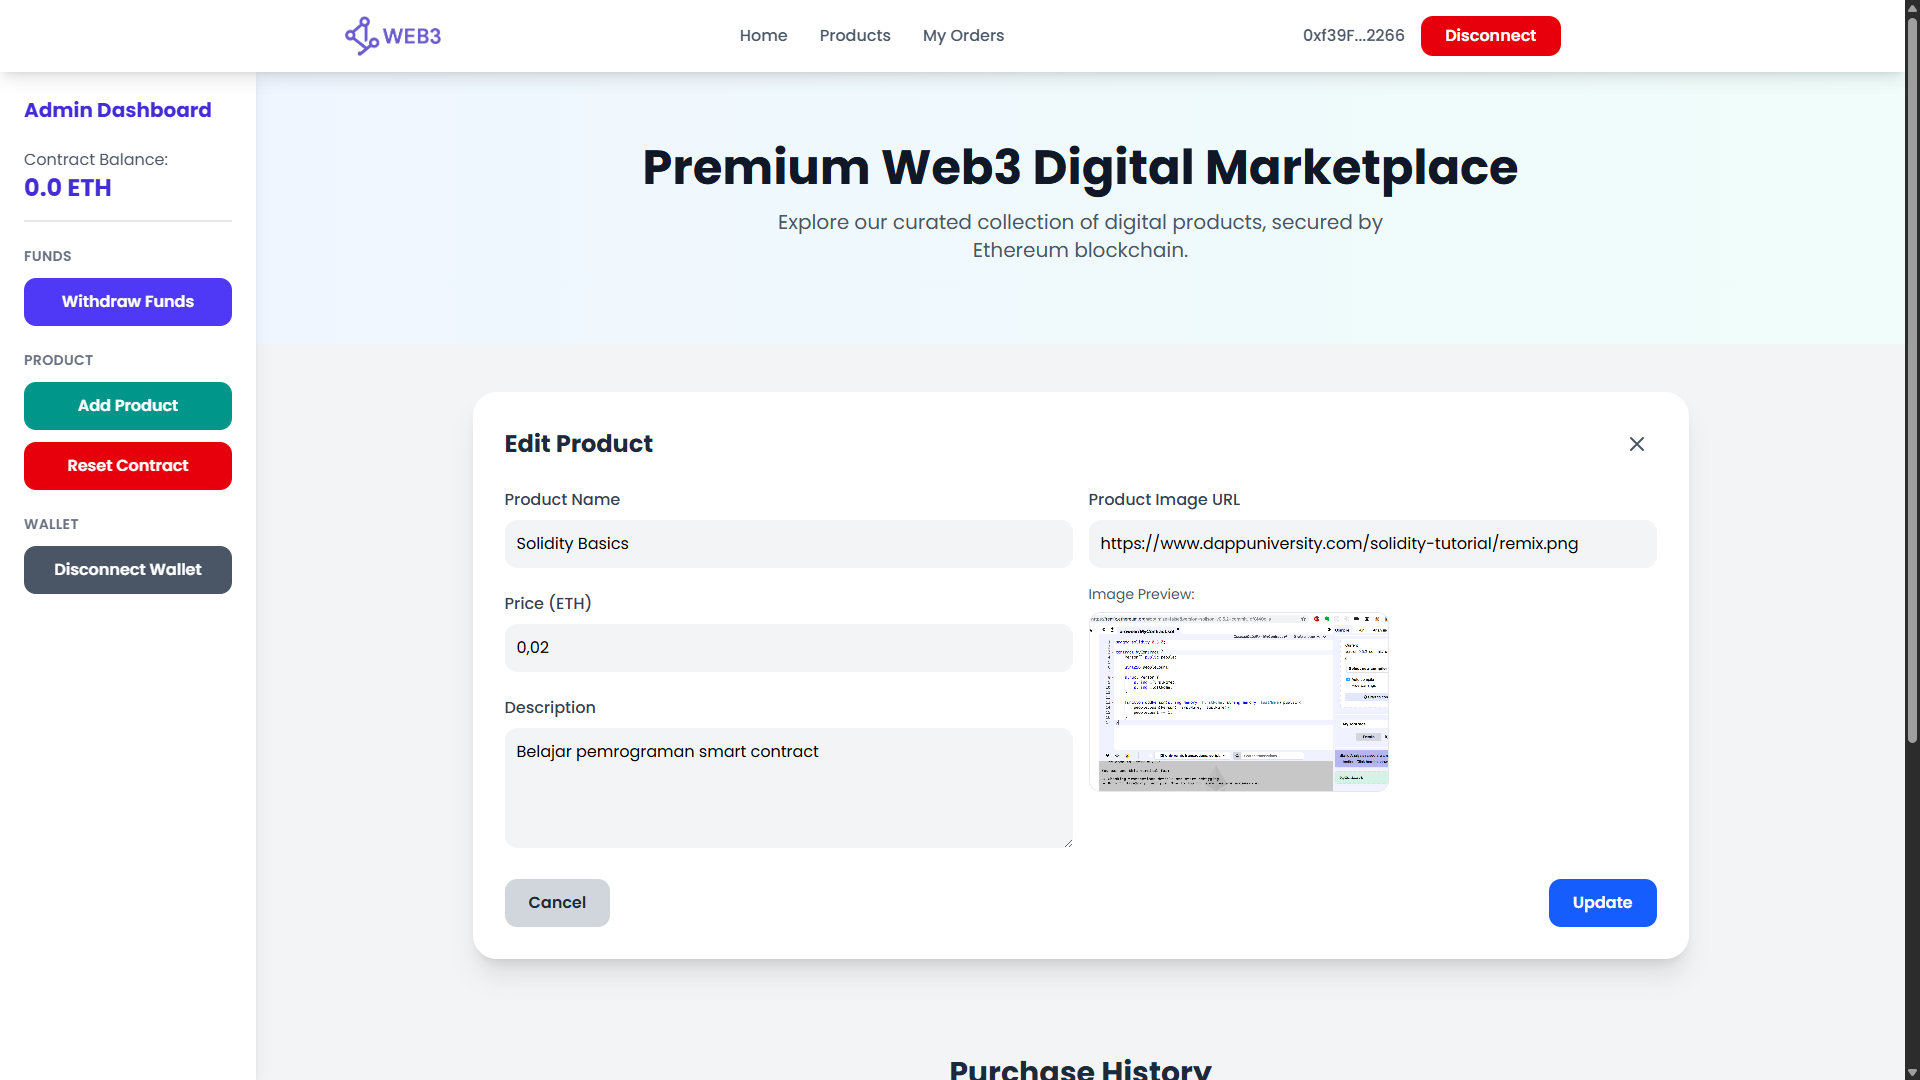 WEB3
Home
Products
My Orders
0xf39F...2266
Disconnect
Admin Dashboard
Contract Balance:
0.0 ETH
FUNDS
Withdraw Funds
PRODUCT
Add Product
Reset Contract
WALLET
Disconnect Wallet
Premium Web3 Digital Marketplace
Explore our curated collection of digital products, secured by
Ethereum blockchain.
Edit Product
Product Name
Solidity Basics
Price (ETH)
0,02
Description
Belajar pemrograman smart contract
Product Image URL
https://www.dappuniversity.com/solidity-tutorial/remix.png
Image Preview:
Cancel
Update
Purchase History